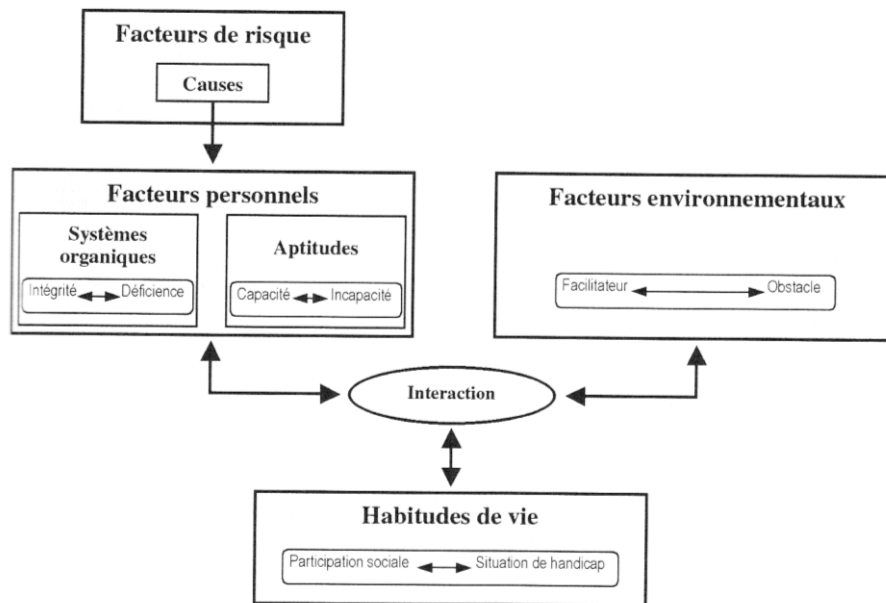 Facteurs de risque
Causes
Facteurs personnels
Systèmes
organiques
Intégrité Déficience
Aptitudes
Capacité Incapacité
Facteurs environnementaux
Facilitateur Obstacle
Interaction
Habitudes de vie
Participation sociale Situation de handicap